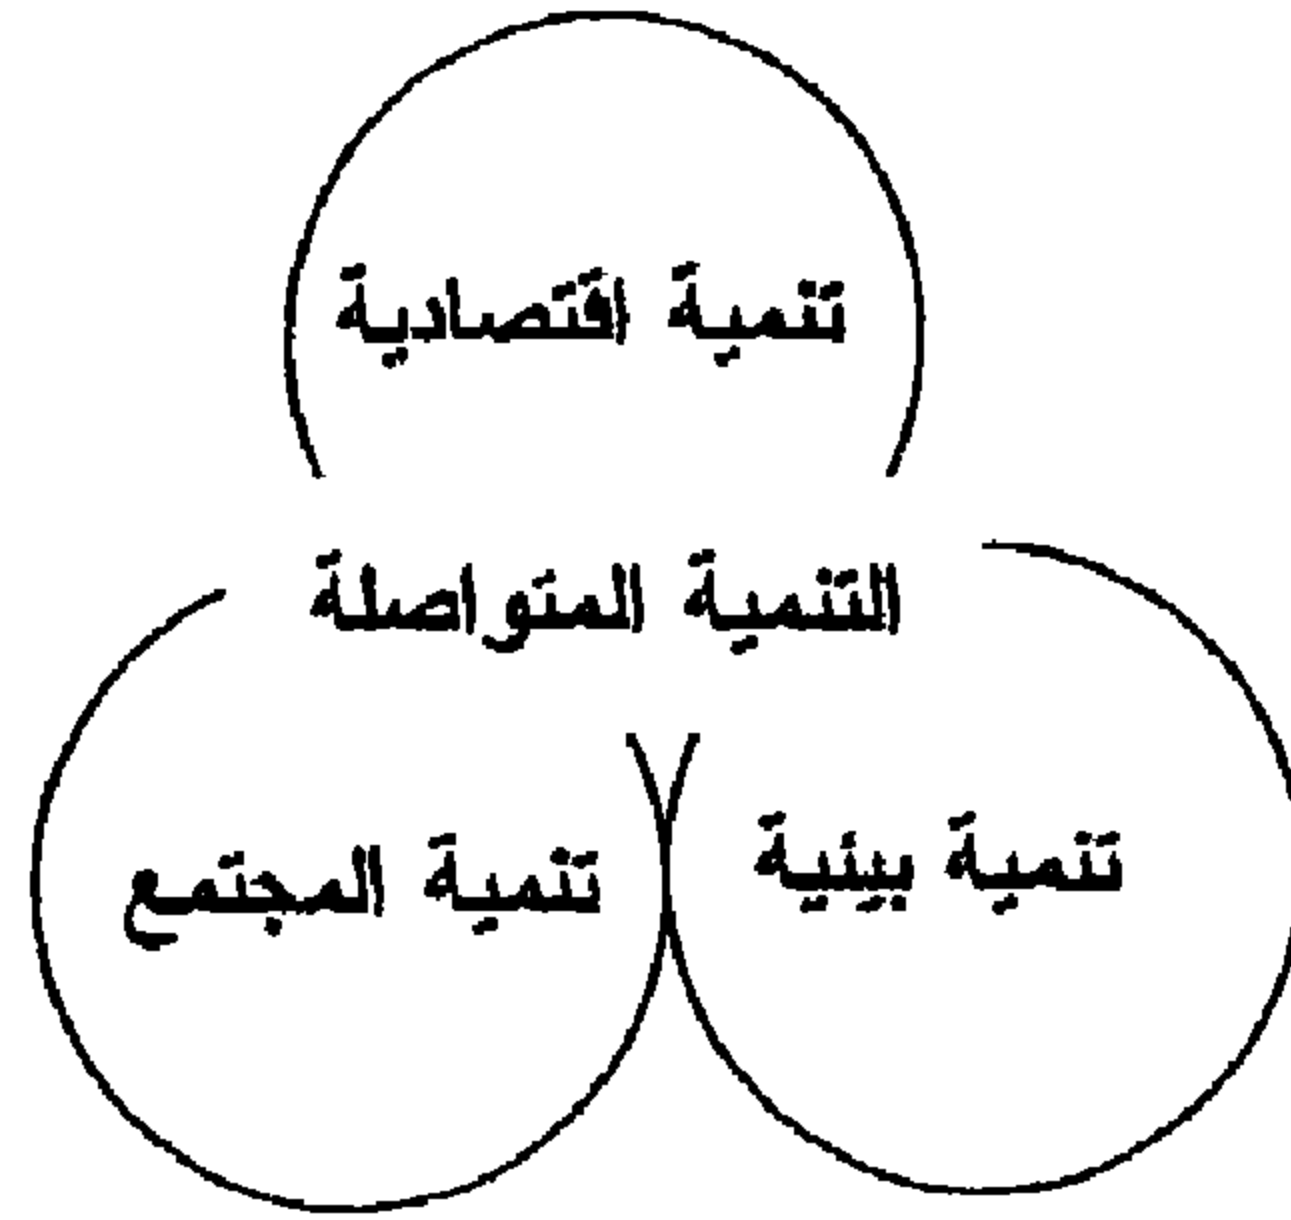 تنمية اقتصادية
التنمية المتواصلة
تنمية بيئية
تنمية المجتمع